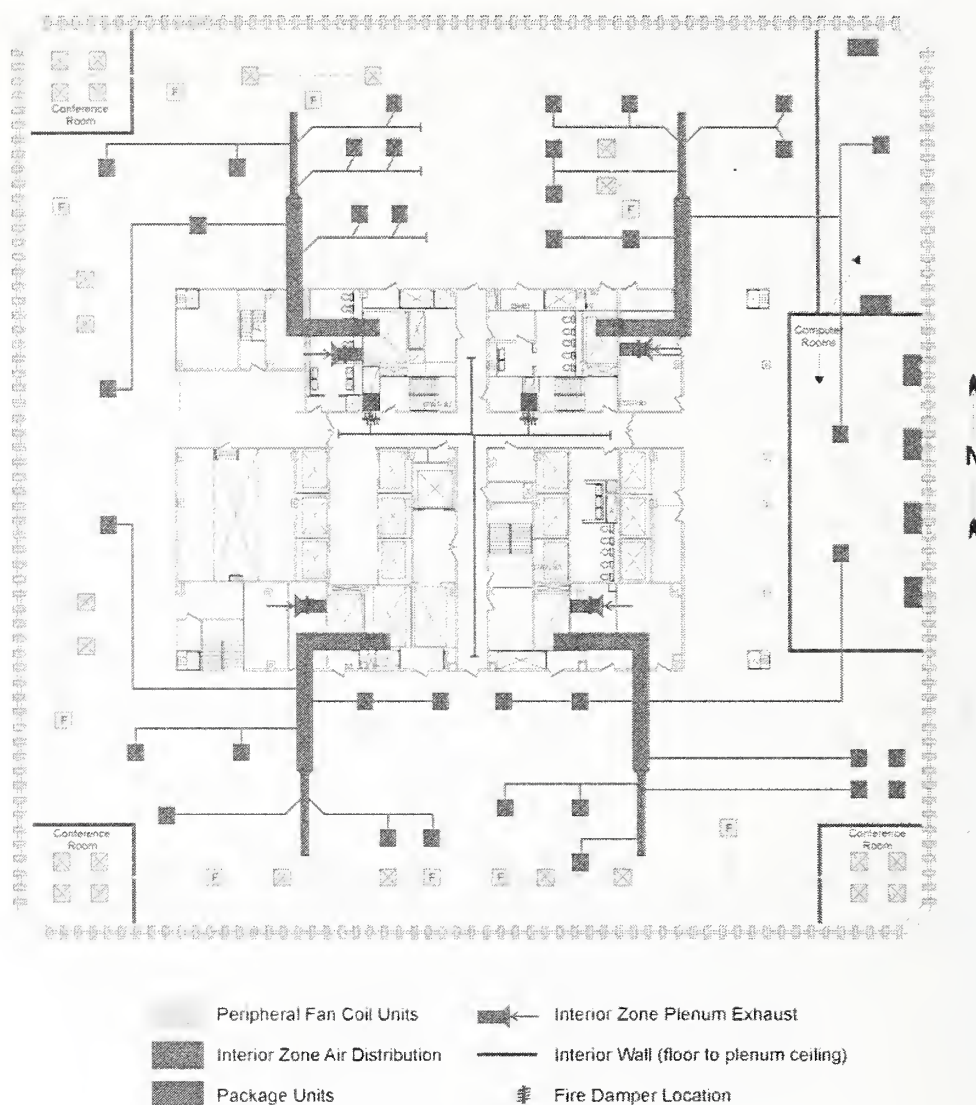 Conference
Room
F
F
F
Computer
Rooms
F
N
F
Conference
Room
F
F
F
F
Conference
Room
Peripheral Fan Coil Units
Interior Zone Plenum Exhaust
Interior Zone Air Distribution
Interior Wall (floor to plenum ceiling)
Package Units
Fire Damper Location